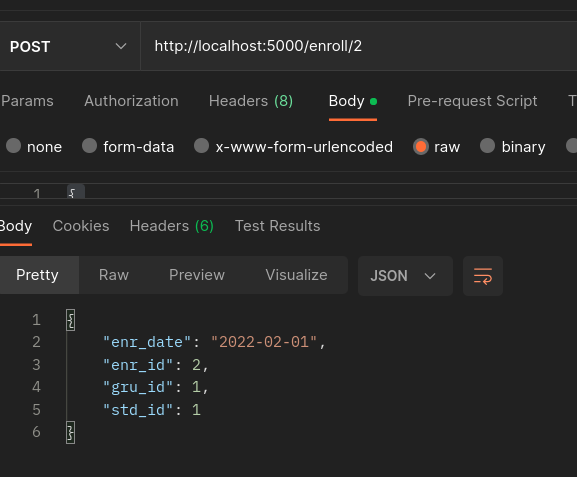 POST http://localhost:5000/enroll/2
Params Authorization Headers (8) Body Pre-request Script T
none form-data x-www-form-urlencoded raw binary
1 {
Body Cookies Headers (6) Test Results
Pretty Raw Preview Visualize JSON
1 {
2 "enr_date": "2022-02-01",
3 "enr_id": 2,
4 "gru_id": 1,
5 "std_id": 1
6 }